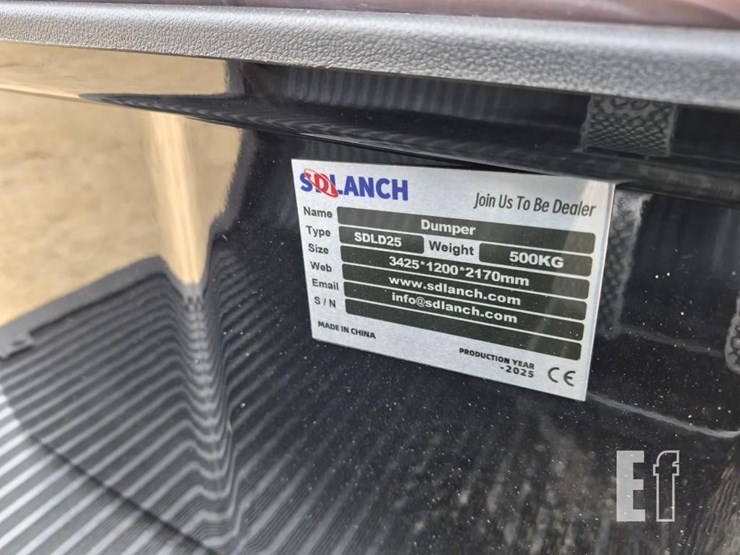 SDLANCH
Join Us To Be Dealer
Name Dumper
Type SDLD25 Weight 500KG
Size 3425*1200*2170mm
Web www.sdlanch.com
Email info@sdlanch.com
S / N
MADE IN CHINA
PRODUCTION YEAR
-2025 CE
Ef